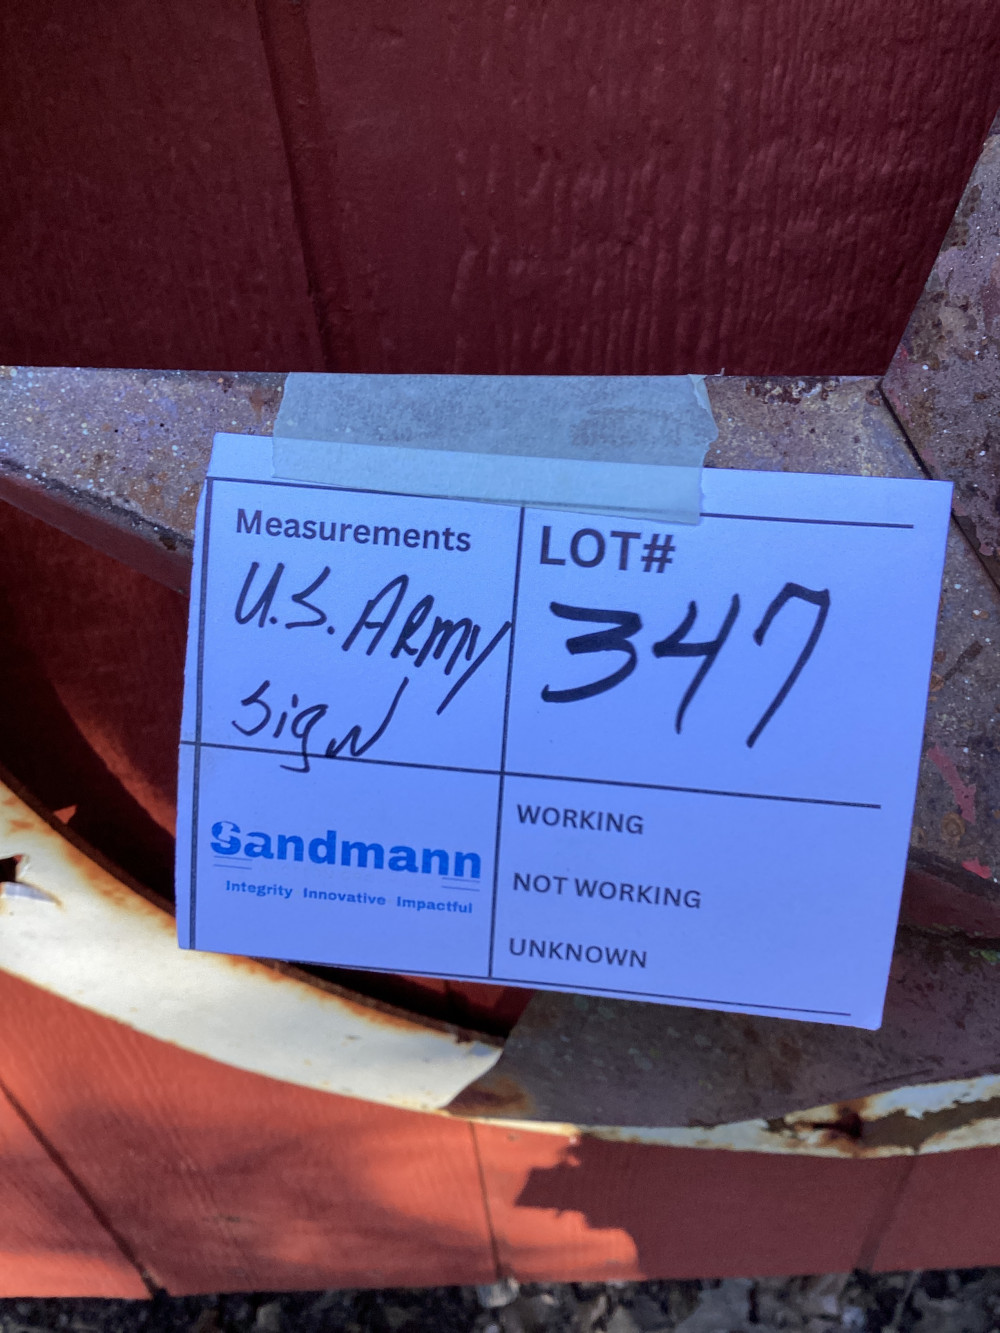 Measurements
U.S. ARMY
sigN
LOT#
347
Sandmann
Integrity Innovative Impactful
WORKING
NOT WORKING
UNKNOWN